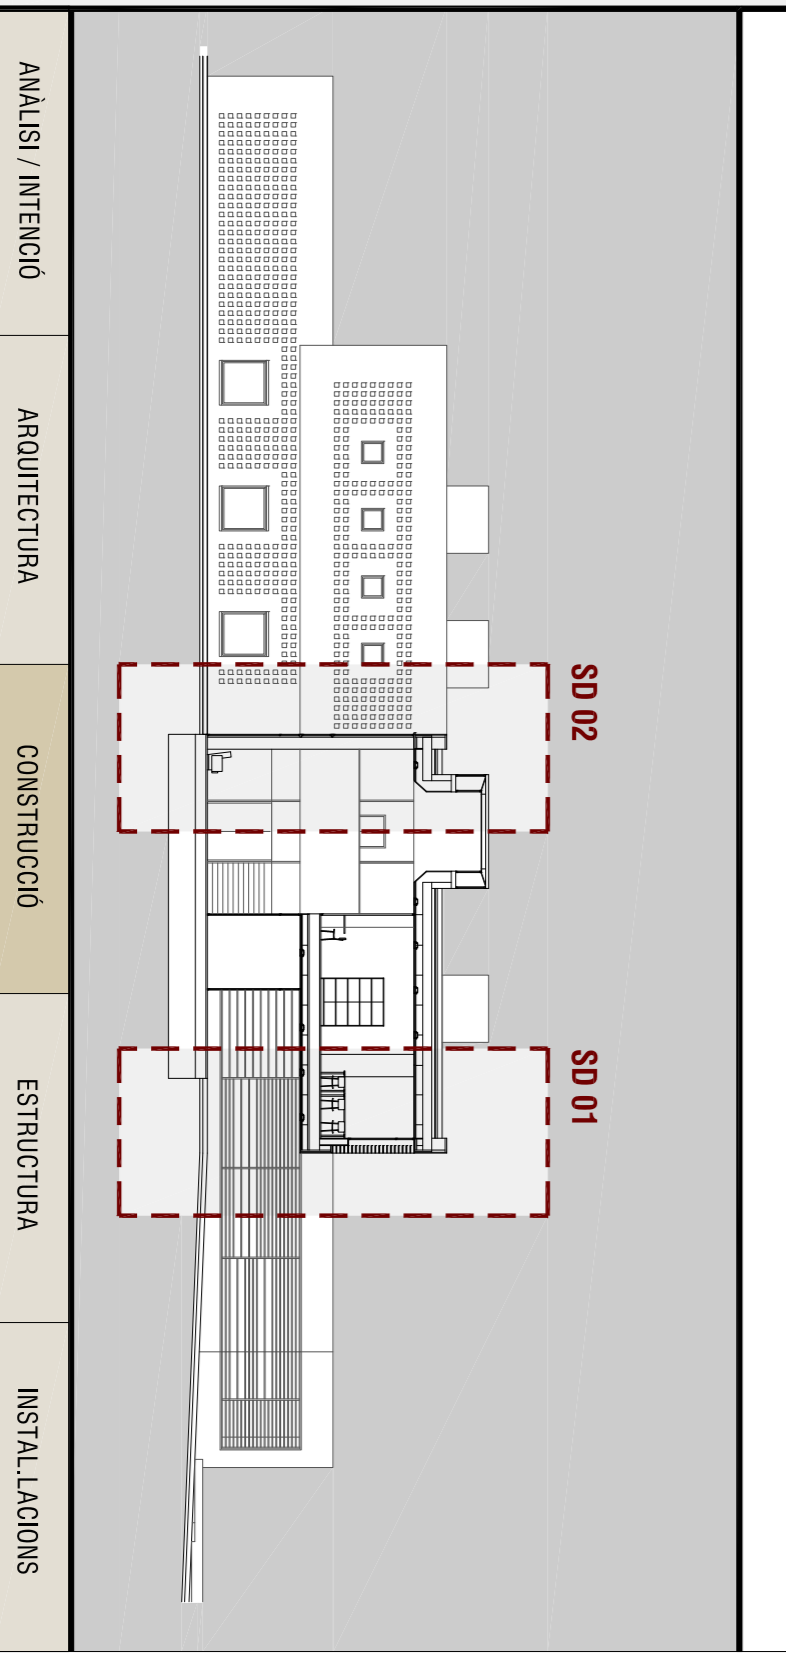 SD 02
SD 01
ANÀLISI / INTENCIÓ
ARQUITECTURA
CONSTRUCCIÓ
ESTRUCTURA
INSTAL.LACIONS